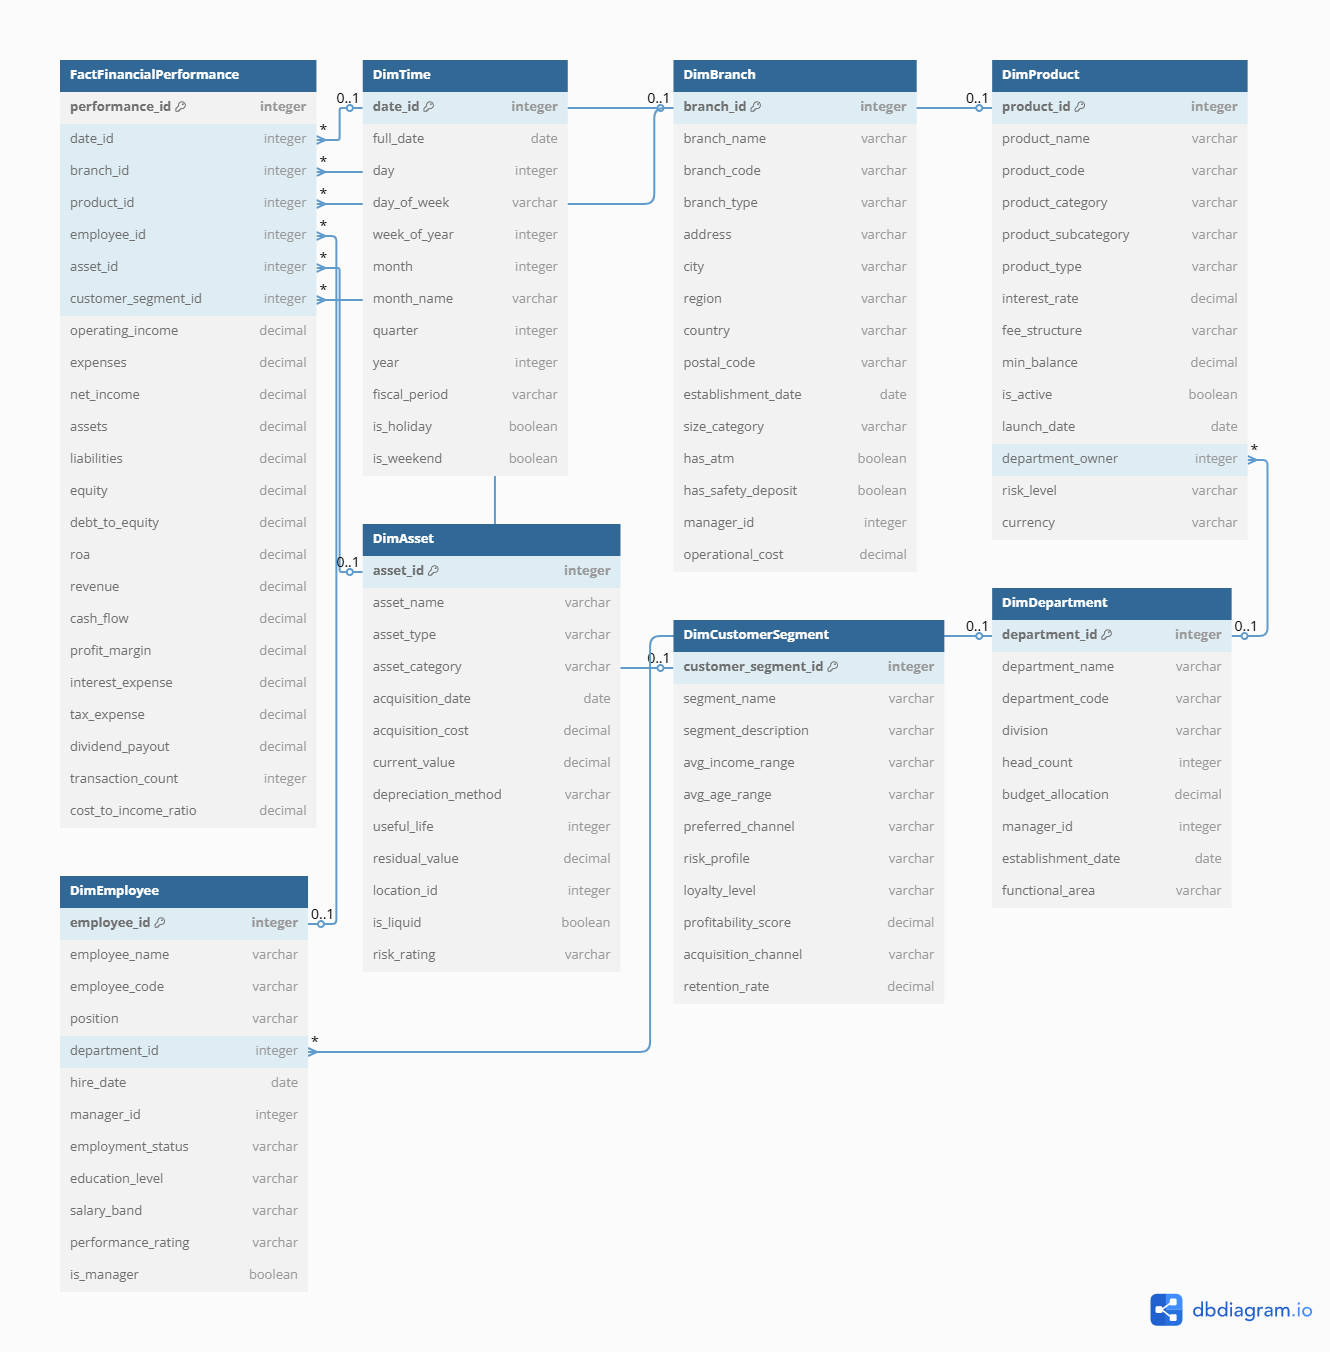 FactFinancialPerformance
performance_id integer
date_id integer
branch_id integer
product_id integer
employee_id integer
asset_id integer
customer_segment_id integer
operating_income decimal
expenses decimal
net_income decimal
assets decimal
liabilities decimal
equity decimal
debt_to_equity decimal
roa decimal
revenue decimal
cash_flow decimal
profit_margin decimal
interest_expense decimal
tax_expense decimal
dividend_payout decimal
transaction_count integer
cost_to_income_ratio decimal
*
*
*
*
*
*
0..1
DimTime
date_id integer
full_date date
day integer
day_of_week varchar
week_of_year integer
month integer
month_name varchar
quarter integer
year integer
fiscal_period varchar
is_holiday boolean
is_weekend boolean
0..1
DimBranch
branch_id integer
branch_name varchar
branch_code varchar
branch_type varchar
address varchar
city varchar
region varchar
country varchar
postal_code varchar
establishment_date date
size_category varchar
has_atm boolean
has_safety_deposit boolean
manager_id integer
operational_cost decimal
0..1
DimProduct
product_id integer
product_name varchar
product_code varchar
product_category varchar
product_subcategory varchar
product_type varchar
interest_rate decimal
fee_structure varchar
min_balance decimal
is_active boolean
launch_date date
department_owner integer
risk_level varchar
currency varchar
*
0..1
DimAsset
asset_id integer
asset_name varchar
asset_type varchar
asset_category varchar
acquisition_date date
acquisition_cost decimal
current_value decimal
depreciation_method varchar
useful_life integer
residual_value decimal
location_id integer
is_liquid boolean
risk_rating varchar
0..1
DimCustomerSegment
customer_segment_id integer
segment_name varchar
segment_description varchar
avg_income_range varchar
avg_age_range varchar
preferred_channel varchar
risk_profile varchar
loyalty_level varchar
profitability_score decimal
acquisition_channel varchar
retention_rate decimal
0..1
0..1
DimDepartment
department_id integer
department_name varchar
department_code varchar
division varchar
head_count integer
budget_allocation decimal
manager_id integer
establishment_date date
functional_area varchar
DimEmployee
employee_id integer
employee_name varchar
employee_code varchar
position varchar
department_id integer
hire_date date
manager_id integer
employment_status varchar
education_level varchar
salary_band varchar
performance_rating varchar
is_manager boolean
0..1
*
dbdiagram.io